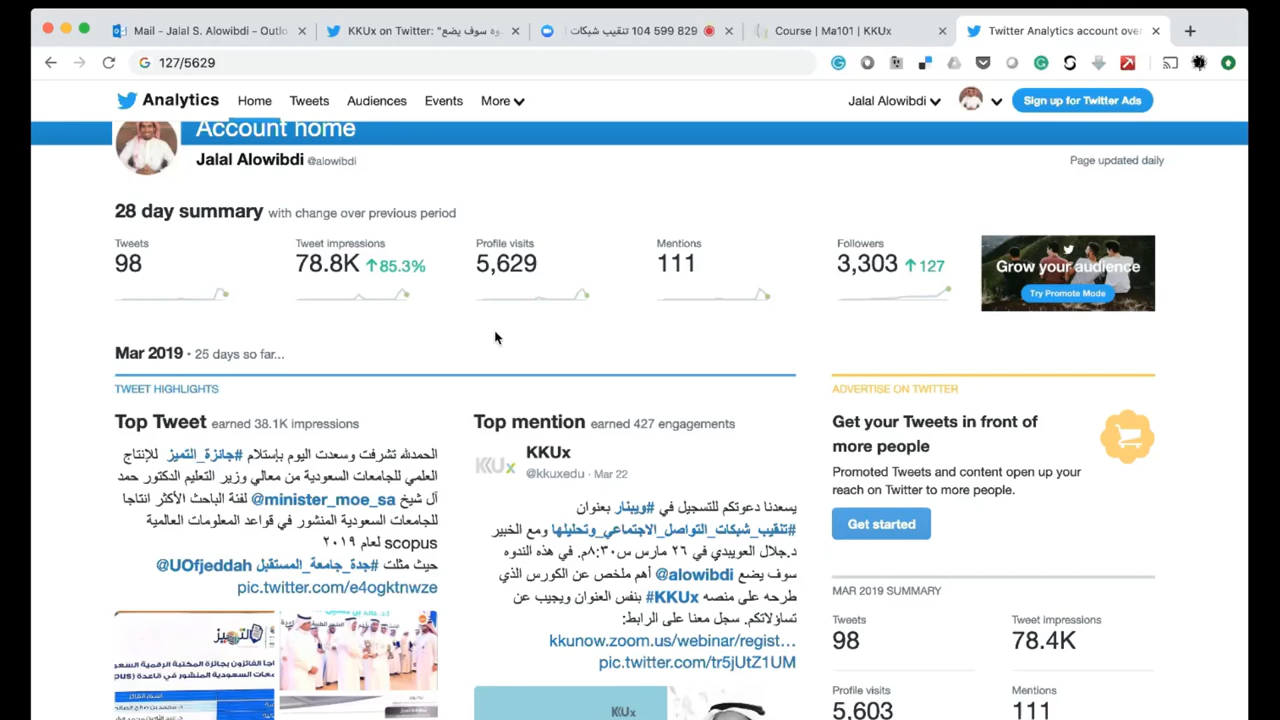 Mail - Jalal S. Alowibdi - Outlo
KKUx on Twitter: "وه سوف يضع
تنقيب شبكات 104 599 829
Course | Ma101 | KKUx
Twitter Analytics account over
127/5629
Analytics
Home
Tweets
Audiences
Events
More
Jalal Alowibdi
Sign up for Twitter Ads
Account home
Jalal Alowibdi @alowibdi
Page updated daily
28 day summary with change over previous period
Tweets
98
Tweet impressions
78.8K 85.3%
Profile visits
5,629
Mentions
111
Followers
3,303 127
Grow your audience
Try Promote Mode
Mar 2019 • 25 days so far...
TWEET HIGHLIGHTS
Top Tweet earned 38.1K impressions
الحمدلله تشرفت وسعدت اليوم بإستلام #جائزة_التميز للإنتاج
العلمي للجامعات السعودية من معالي وزير التعليم الدكتور حمد
آل شيخ @minister_moe_sa لفئة الباحث الأكثر انتاجا
للجامعات السعودية المنشور في قواعد المعلومات العالمية
scopus لعام ٢٠١٩
حيث مثلت #جدة_جامعة_المستقبل @UOfjeddah
pic.twitter.com/e4ogktnwze
التميز
Top mention earned 427 engagements
KKUx
KKUx
@kkuxedu · Mar 22
يسعدنا دعوتكم للتسجيل في #ويبنار بعنوان
#تنقيب_شبكات_التواصل_الاجتماعي_وتحليلها ومع الخبير
د.جلال العويبدي في ٢٦ مارس س٨:٣٠م. في هذه الندوه
سوف يضع @alowibdi أهم ملخص عن الكورس الذي
طرحه على منصه #KKUx بنفس العنوان ويجيب عن
تساؤلاتكم. سجل معنا على الرابط:
kkunow.zoom.us/webinar/regist...
pic.twitter.com/tr5jUtZ1UM
KKUx
ADVERTISE ON TWITTER
Get your Tweets in front of
more people
Promoted Tweets and content open up your
reach on Twitter to more people.
Get started
MAR 2019 SUMMARY
Tweets
98
Tweet impressions
78.4K
Profile visits
5,603
Mentions
111